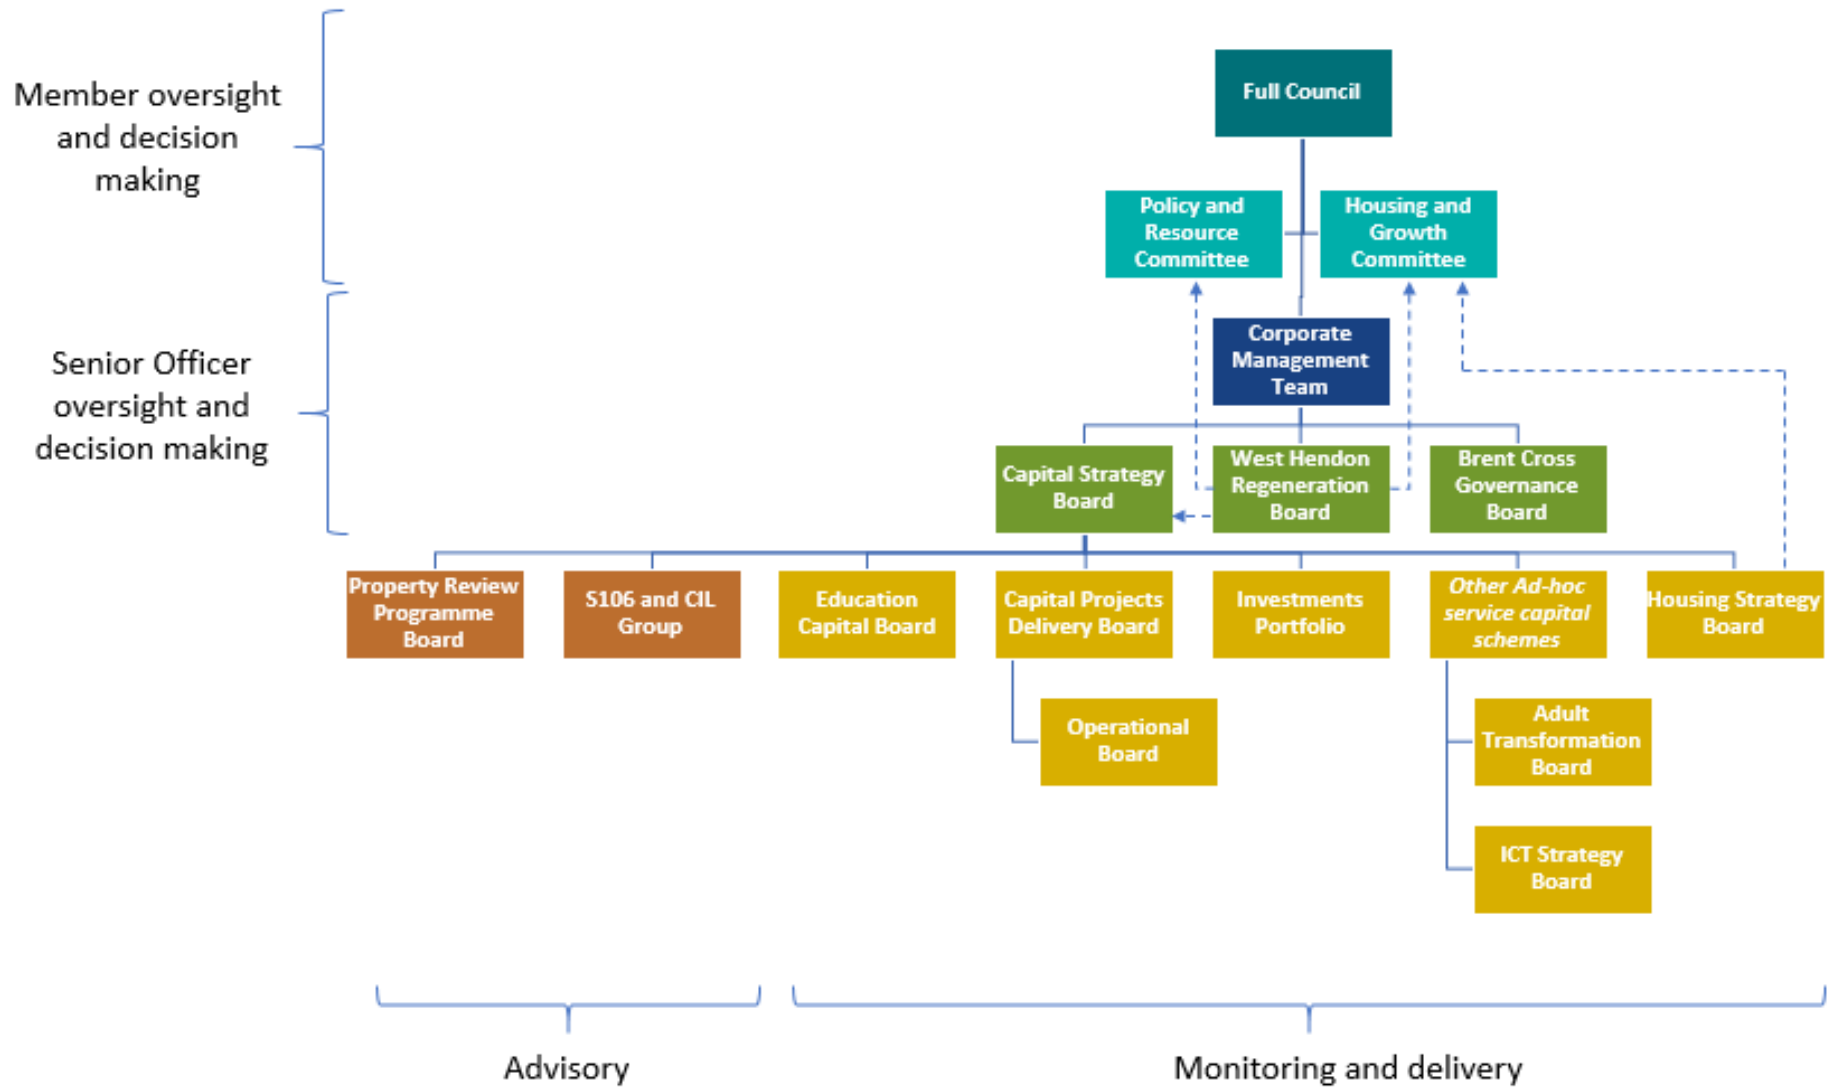 Member oversight
and decision
making
Full Council
Policy and
Resource
Committee
Housing and
Growth
Committee
Senior Officer
oversight and
decision making
Corporate
Management
Team
Capital Strategy
Board
West Hendon
Regeneration
Board
Brent Cross
Governance
Board
Property Review
Programme
Board
S106 and CIL
Group
Education
Capital Board
Capital Projects
Delivery Board
Investments
Portfolio
Other Ad-hoc
service capital
schemes
Housing Strategy
Board
Operational
Board
Adult
Transformation
Board
ICT Strategy
Board
Advisory
Monitoring and delivery